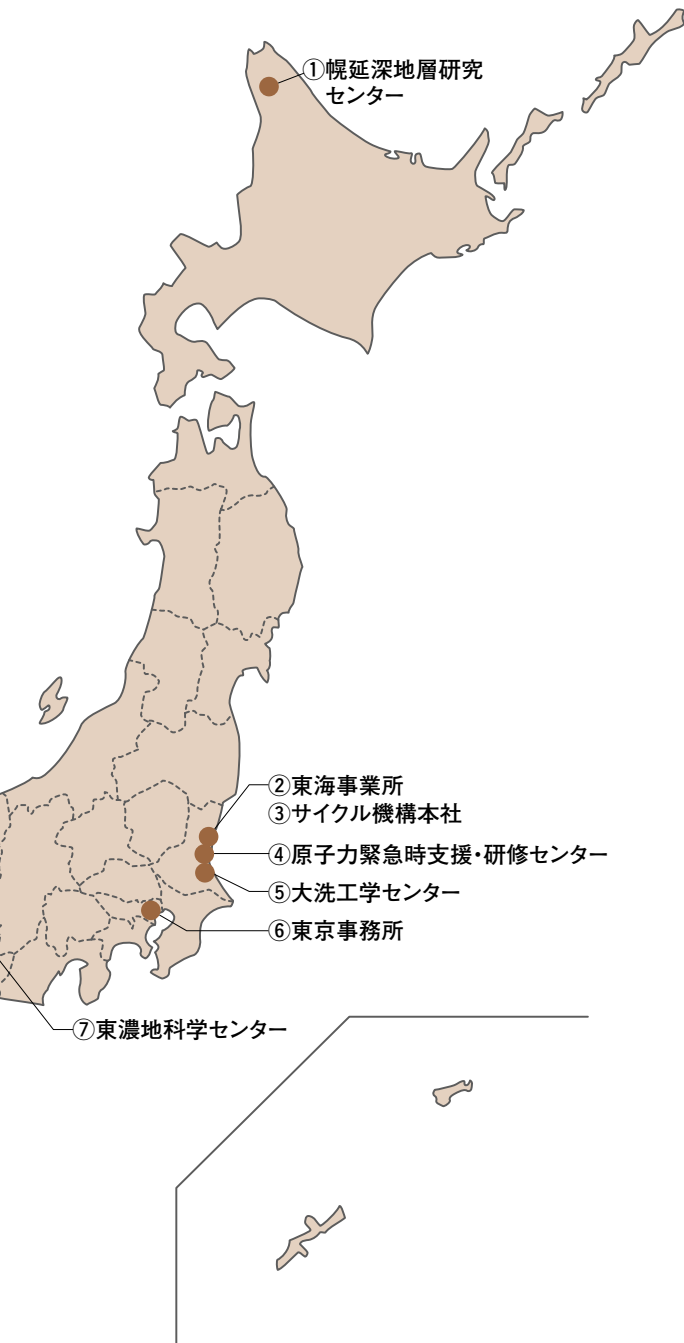 ①幌延深地層研究
センター
②東海事業所
③サイクル機構本社
④原子力緊急時支援・研修センター
⑤大洗工学センター
⑥東京事務所
⑦東濃地科学センター